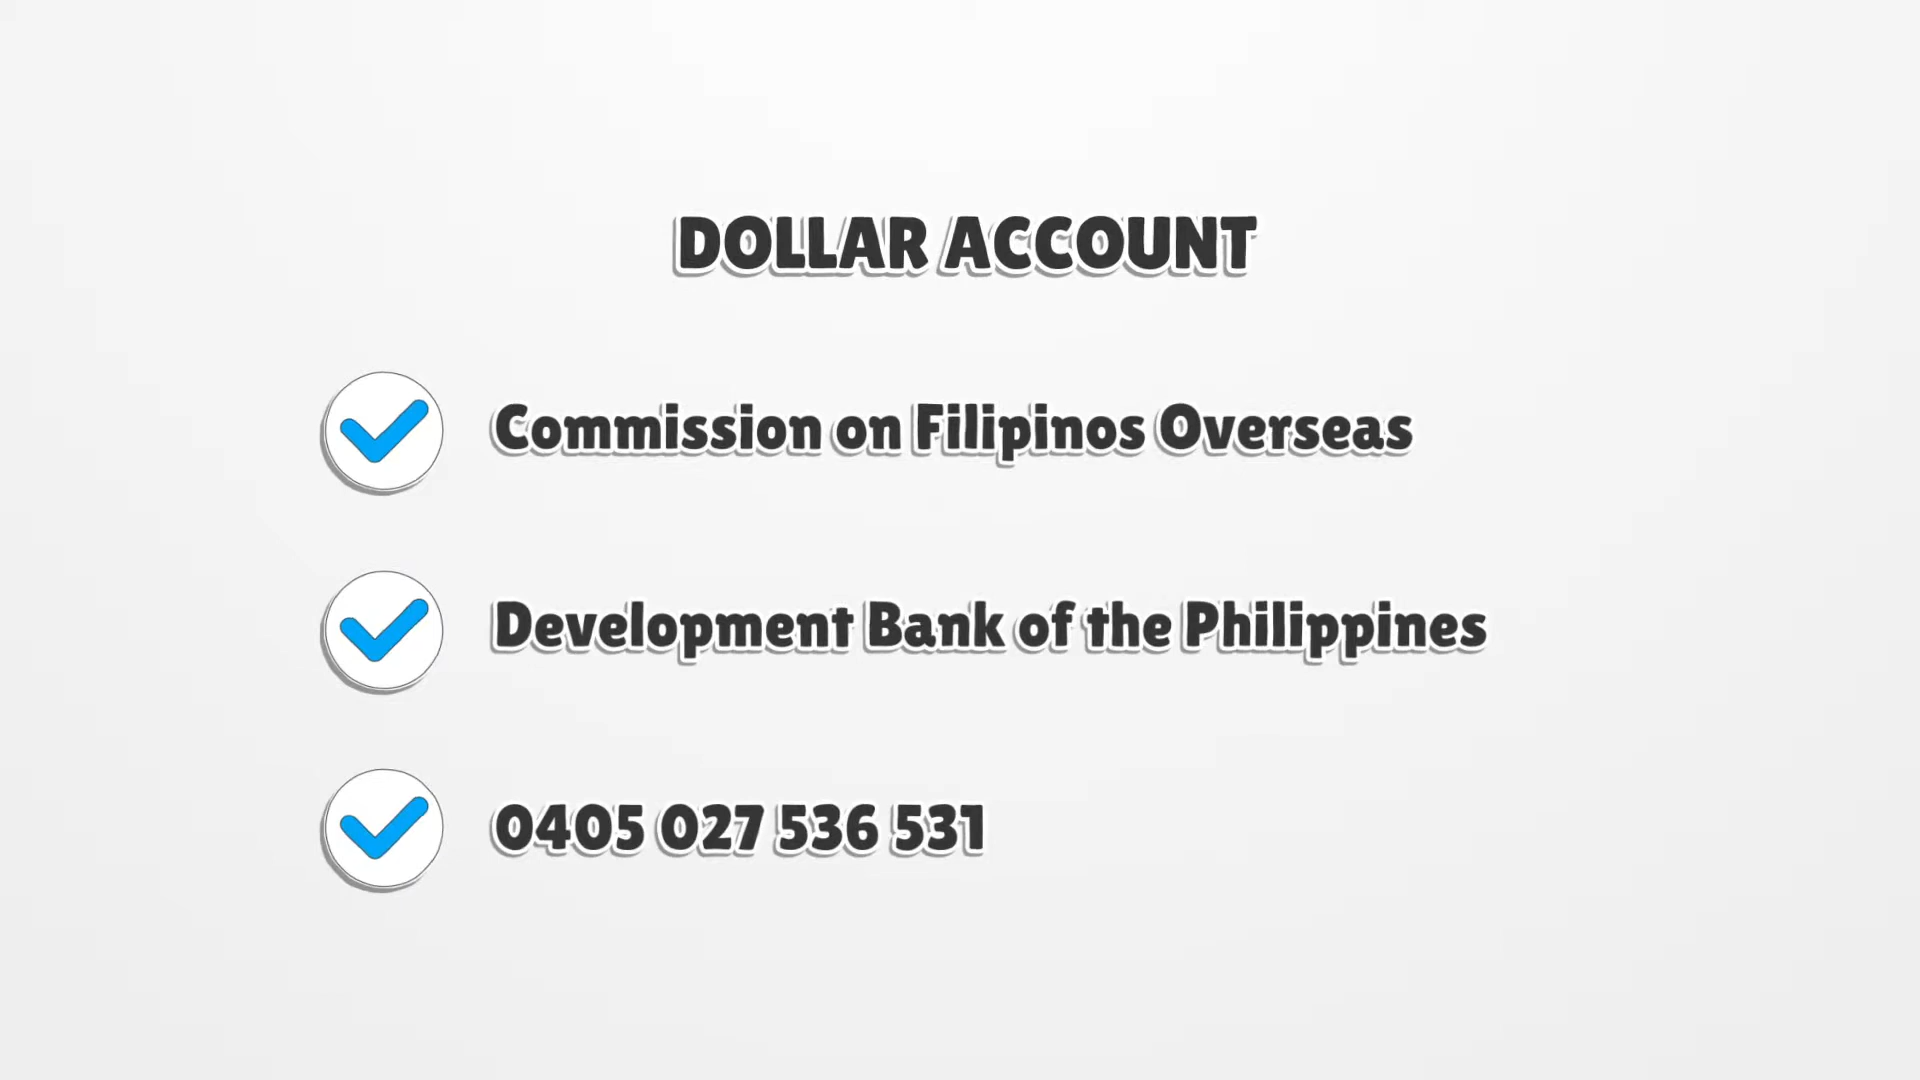 DOLLAR ACCOUNT
Commission on Filipinos Overseas
Development Bank of the Philippines
0405 027 536 531